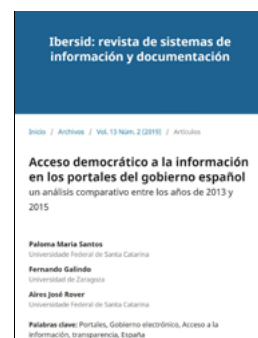 Ibersid: revista de sistemas de
información y documentación
Inicio / Archivos / Vol. 13 Núm. 2 (2019) / Artículos
Acceso democrático a la información
en los portales del gobierno español
un análisis comparativo entre los años de 2013 y
2015
Paloma Maria Santos
Universidade Federal de Santa Catarina
Fernando Galindo
Universidad de Zaragoza
Aires José Rover
Universidade Federal de Santa Catarina
Palabras clave: Portales, Gobierno electrónico, Acceso a la
información, transparencia, España